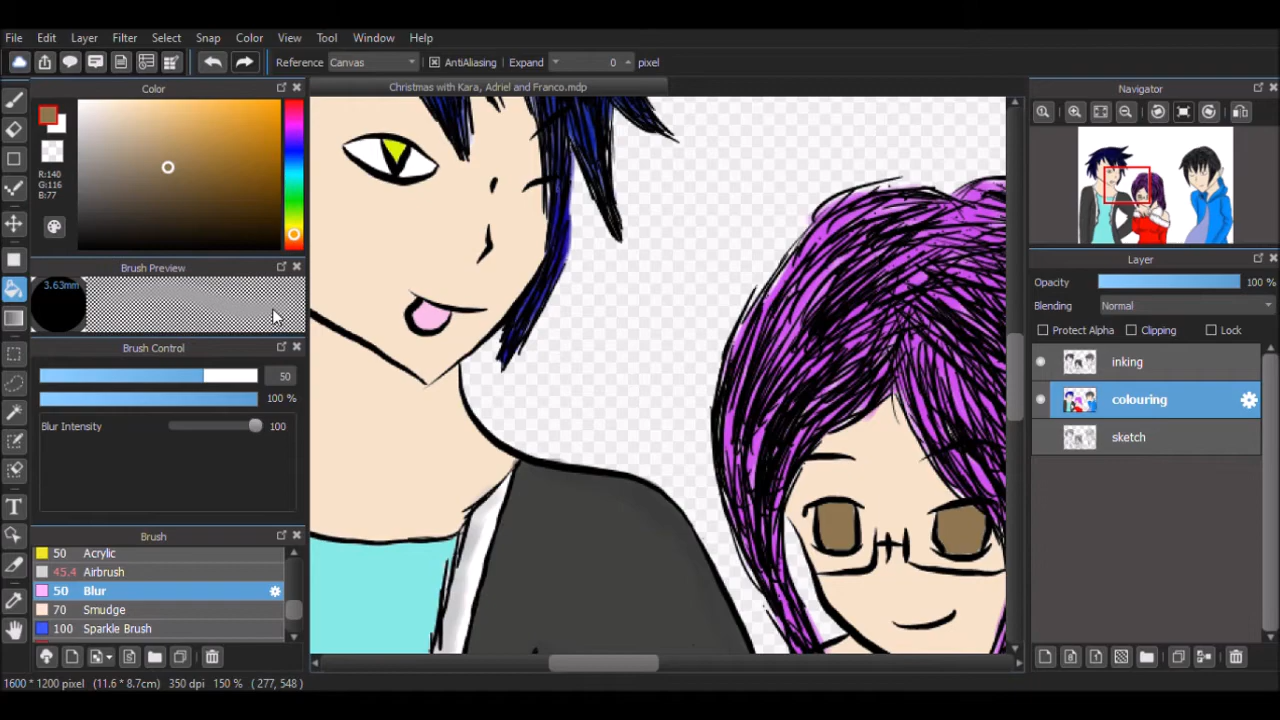 File Edit Layer Filter Select Snap Color View Tool Window Help
Reference Canvas AntiAliasing Expand 0 pixel
Color
R:140
G:116
B:77
Brush Preview
3.63mm
Brush Control
50
100 %
Blur Intensity 100
Brush
50 Acrylic
45.4 Airbrush
50 Blur
70 Smudge
100 Sparkle Brush
Christmas with Kara, Adriel and Franco.mdp
Navigator
Layer
Opacity 100 %
Blending Normal
Protect Alpha Clipping Lock
inking
colouring
sketch
1600 * 1200 pixel (11.6 * 8.7cm) 350 dpi 150 % ( 277, 548 )